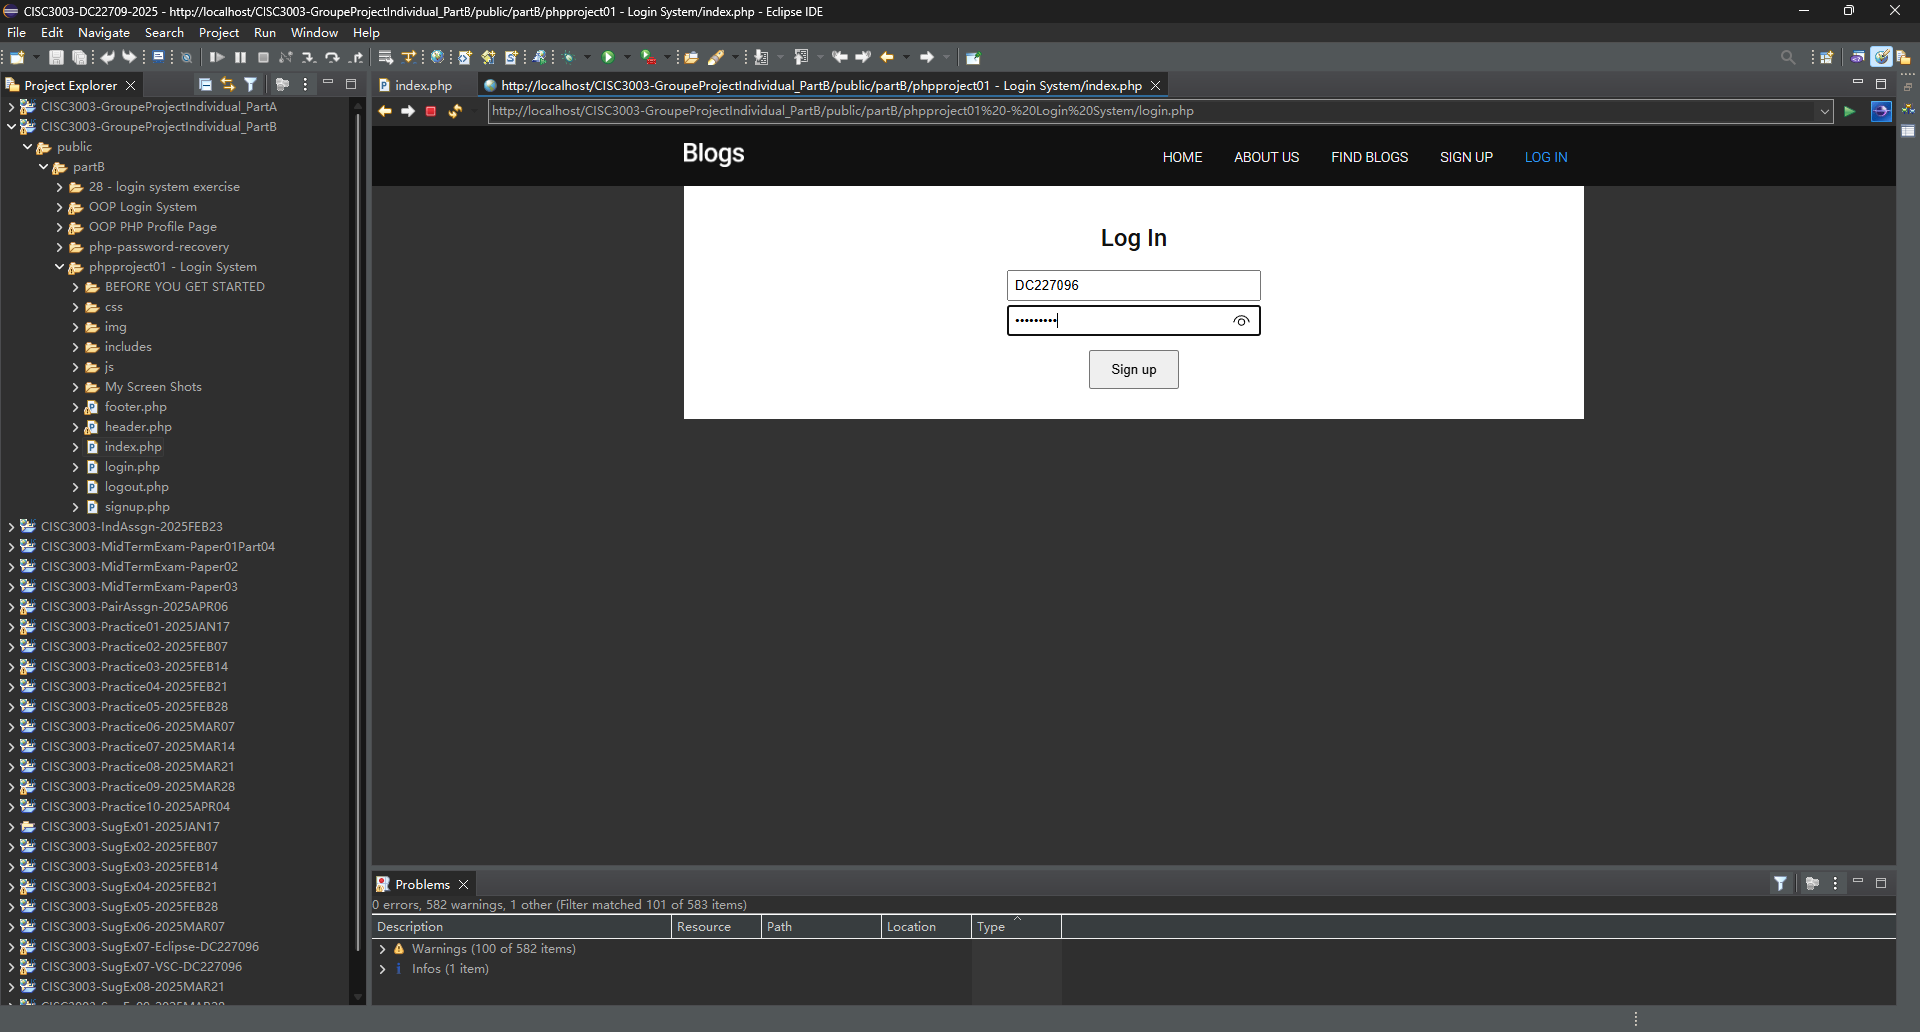 CISC3003-DC22709-2025 - http://localhost/CISC3003-GroupeProjectIndividual_PartB/public/partB/phpproject01 - Login System/index.php - Eclipse IDE
File Edit Navigate Search Project Run Window Help
Project Explorer
CISC3003-GroupeProjectIndividual_PartA
CISC3003-GroupeProjectIndividual_PartB
public
partB
28 - login system exercise
OOP Login System
OOP PHP Profile Page
php-password-recovery
phpproject01 - Login System
BEFORE YOU GET STARTED
css
img
includes
js
My Screen Shots
footer.php
header.php
index.php
login.php
logout.php
signup.php
CISC3003-IndAssgn-2025FEB23
CISC3003-MidTermExam-Paper01Part04
CISC3003-MidTermExam-Paper02
CISC3003-MidTermExam-Paper03
CISC3003-PairAssgn-2025APR06
CISC3003-Practice01-2025JAN17
CISC3003-Practice02-2025FEB07
CISC3003-Practice03-2025FEB14
CISC3003-Practice04-2025FEB21
CISC3003-Practice05-2025FEB28
CISC3003-Practice06-2025MAR07
CISC3003-Practice07-2025MAR14
CISC3003-Practice08-2025MAR21
CISC3003-Practice09-2025MAR28
CISC3003-Practice10-2025APR04
CISC3003-SugEx01-2025JAN17
CISC3003-SugEx02-2025FEB07
CISC3003-SugEx03-2025FEB14
CISC3003-SugEx04-2025FEB21
CISC3003-SugEx05-2025FEB28
CISC3003-SugEx06-2025MAR07
CISC3003-SugEx07-Eclipse-DC227096
CISC3003-SugEx07-VSC-DC227096
CISC3003-SugEx08-2025MAR21
index.php
http://localhost/CISC3003-GroupeProjectIndividual_PartB/public/partB/phpproject01 - Login System/index.php
http://localhost/CISC3003-GroupeProjectIndividual_PartB/public/partB/phpproject01%20-%20Login%20System/login.php
Blogs
HOME ABOUT US FIND BLOGS SIGN UP LOG IN
Log In
DC227096
•••••••••
Sign up
Problems
0 errors, 582 warnings, 1 other (Filter matched 101 of 583 items)
Description Resource Path Location Type
Warnings (100 of 582 items)
Infos (1 item)